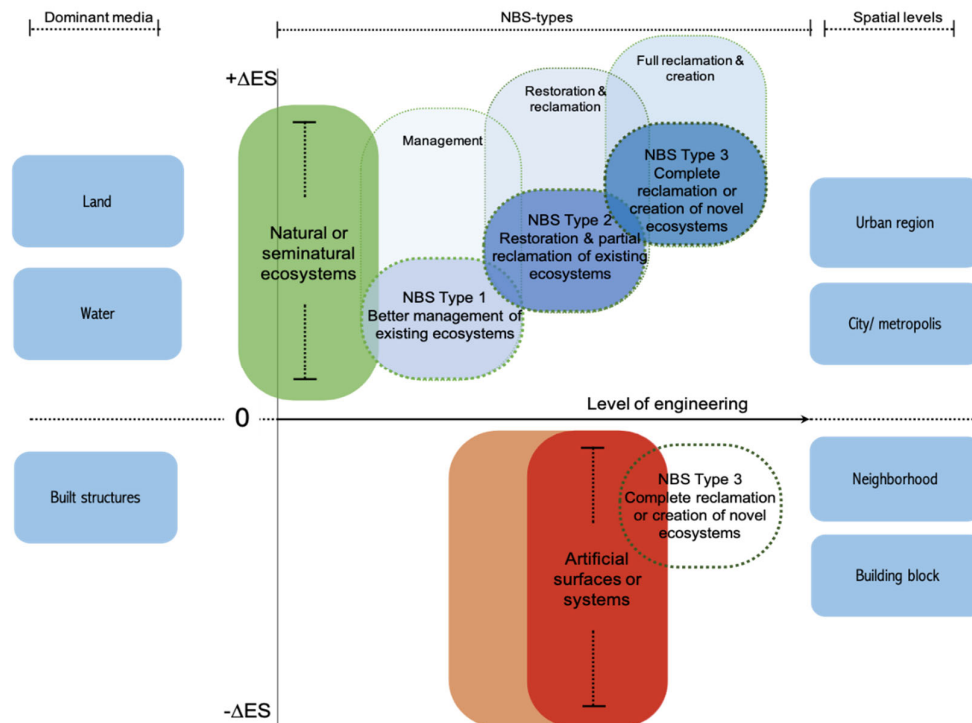 Dominant media
NBS-types
Spatial levels
+ΔES
Full reclamation &
creation
Restoration &
reclamation
Management
Land
Water
Natural or
seminatural
ecosystems
NBS Type 1
Better management of
existing ecosystems
NBS Type 2
Restoration & partial
reclamation of existing
ecosystems
NBS Type 3
Complete
reclamation or
creation of novel
ecosystems
Urban region
City/ metropolis
0
Level of engineering
Built structures
Artificial
surfaces or
systems
NBS Type 3
Complete reclamation
or creation of novel
ecosystems
Neighborhood
Building block
-ΔES